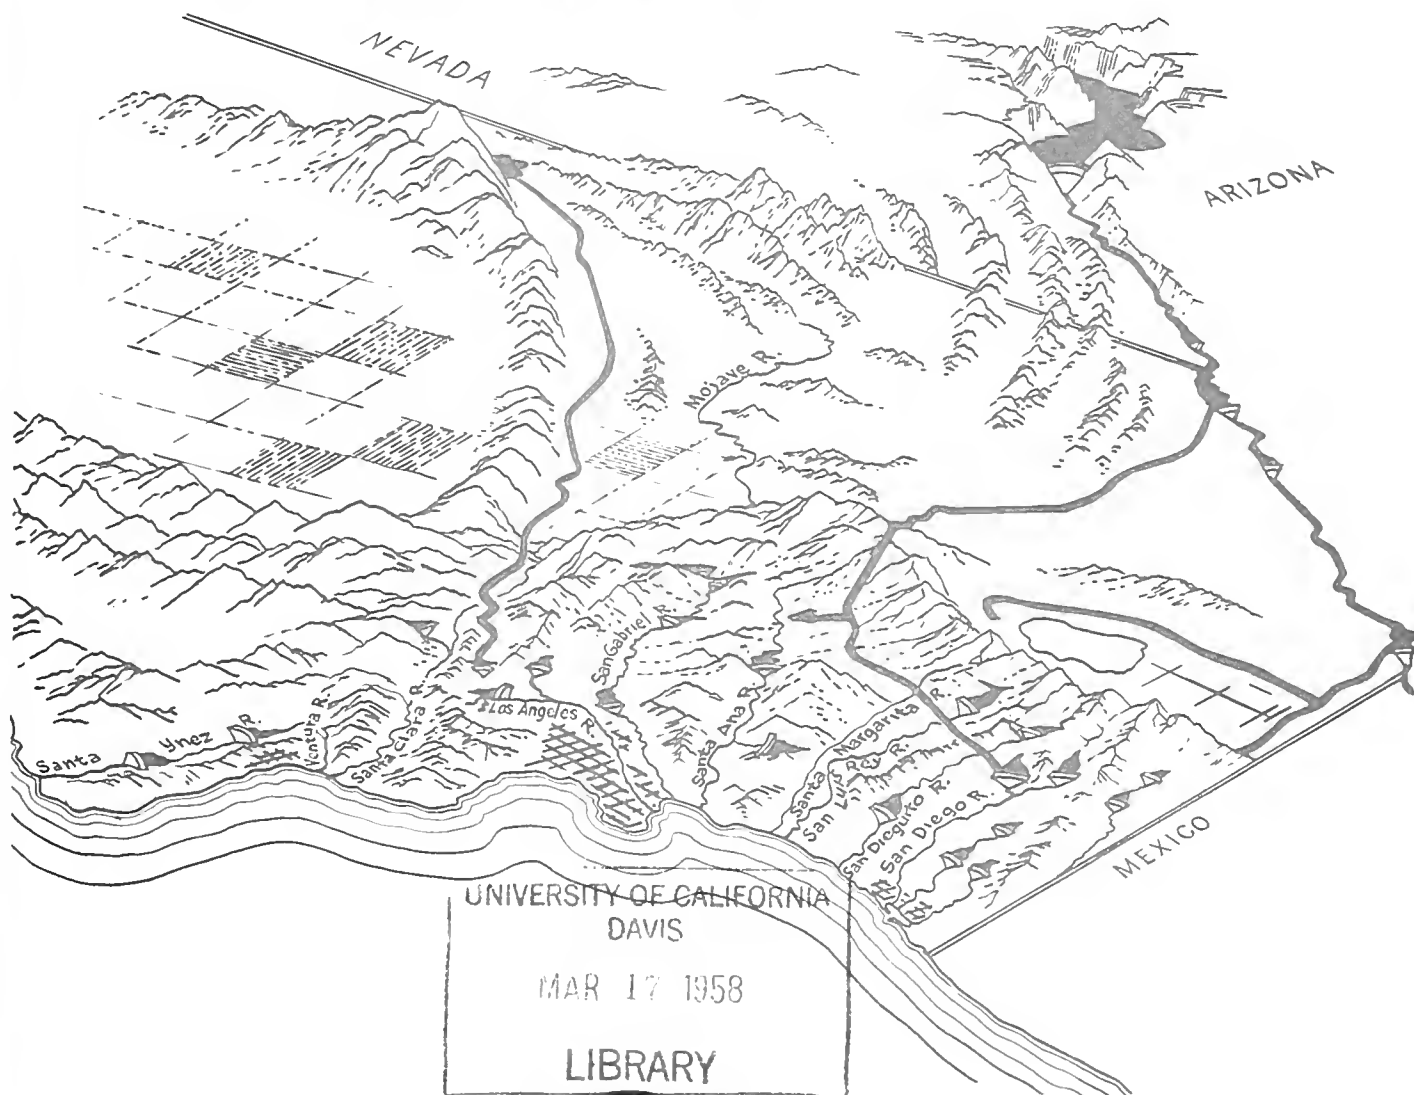 NEVADA
ARIZONA
Mojave R.
San Gabriel R.
Los Angeles R.
Santa Ynez R.
Ventura R.
Santa Clara R.
Santa Ana R.
Santa Margarita R.
San Luis Rey R.
San Dieguito R.
San Diego R.
MEXICO
UNIVERSITY OF CALIFORNIA
DAVIS
MAR 17 1958
LIBRARY